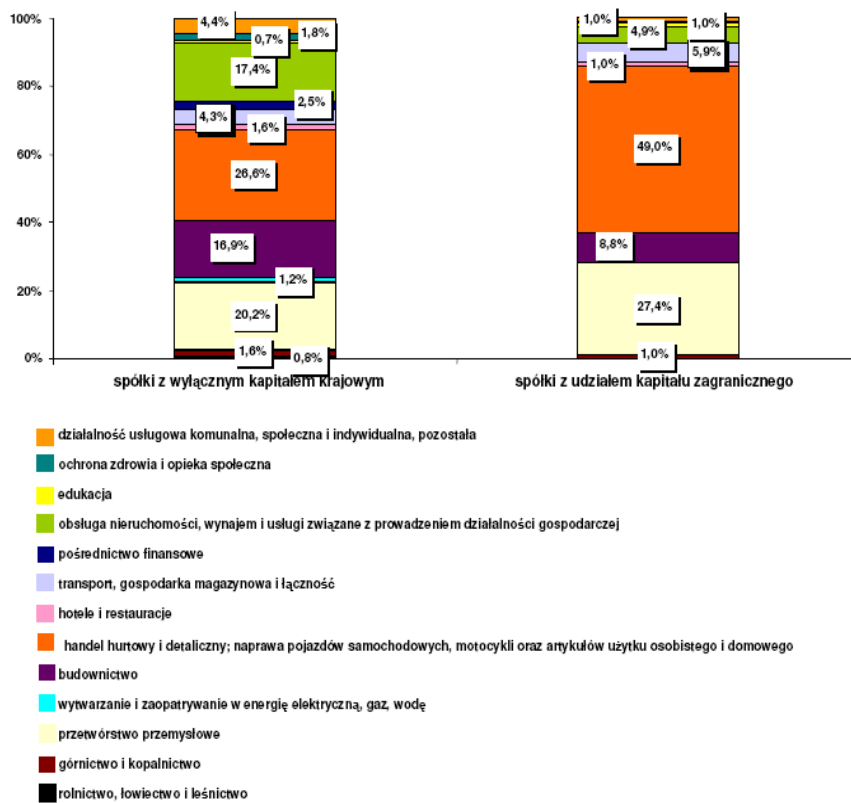 100%
80%
60%
40%
20%
0%
4,4%
1,8%
0,7%
17,4%
2,5%
4,3%
1,6%
26,6%
16,9%
1,2%
20,2%
1,6%
0,8%
1,0%
1,0%
4,9%
5,9%
1,0%
49,0%
8,8%
27,4%
1,0%
spółki z wyłącznym kapitałem krajowym
spółki z udziałem kapitału zagranicznego
działalność usługowa komunalna, społeczna i indywidualna, pozostała
ochrona zdrowia i opieka społeczna
edukacja
obsługa nieruchomości, wynajem i usługi związane z prowadzeniem działalności gospodarczej
pośrednictwo finansowe
transport, gospodarka magazynowa i łączność
hotele i restauracje
handel hurtowy i detaliczny; naprawa pojazdów samochodowych, motocykli oraz artykułów użytku osobistego i domowego
budownictwo
wytwarzanie i zaopatrywanie w energię elektryczną, gaz, wodę
przetwórstwo przemysłowe
górnictwo i kopalnictwo
rolnictwo, łowiectwo i leśnictwo